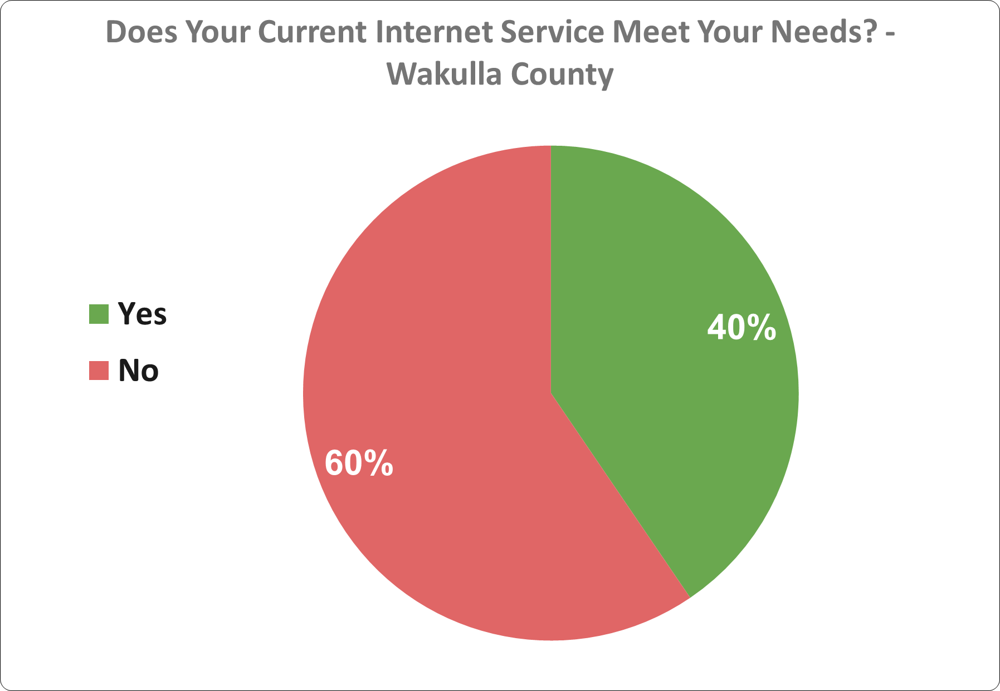 Does Your Current Internet Service Meet Your Needs? -
Wakulla County
Yes
No
40%
60%